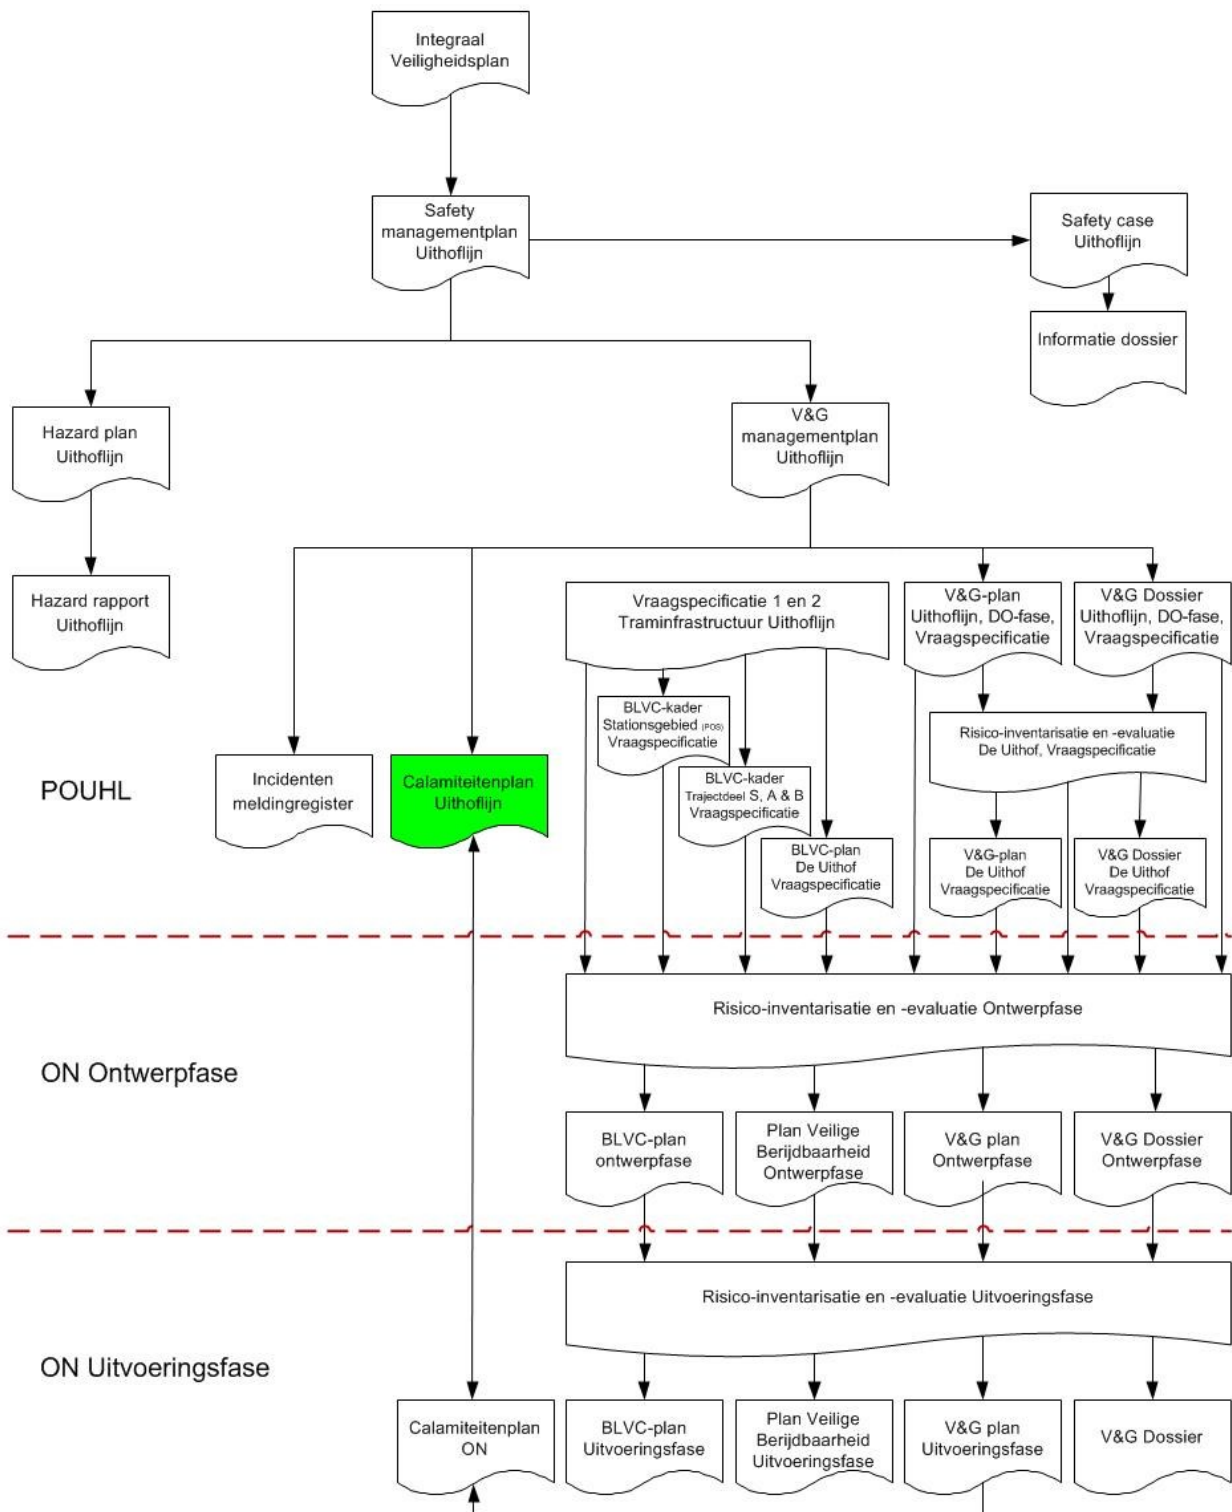 Integraal
Veiligheidsplan
Safety
managementplan
Uithoflijn
Safety case
Uithoflijn
Informatie dossier
Hazard plan
Uithoflijn
V&G
managementplan
Uithoflijn
Hazard rapport
Uithoflijn
Vraagspecificatie 1 en 2
Traminfrastructuur Uithoflijn
V&G-plan
Uithoflijn, DO-fase,
Vraagspecificatie
V&G Dossier
Uithoflijn, DO-fase,
Vraagspecificatie
BLVC-kader
Stationsgebied (POS)
Vraagspecificatie
Risico-inventarisatie en -evaluatie
De Uithof, Vraagspecificatie
POUHL
Incidenten
meldingregister
Calamiteitenplan
Uithoflijn
BLVC-kader
Trajectdeel S, A & B
Vraagspecificatie
BLVC-plan
De Uithof
Vraagspecificatie
V&G-plan
De Uithof
Vraagspecificatie
V&G Dossier
De Uithof
Vraagspecificatie
Risico-inventarisatie en -evaluatie Ontwerpfase
ON Ontwerpfase
BLVC-plan
ontwerpfase
Plan Veilige
Berijdbaarheid
Ontwerpfase
V&G plan
Ontwerpfase
V&G Dossier
Ontwerpfase
Risico-inventarisatie en -evaluatie Uitvoeringsfase
ON Uitvoeringsfase
Calamiteitenplan
ON
BLVC-plan
Uitvoeringsfase
Plan Veilige
Berijdbaarheid
Uitvoeringsfase
V&G plan
Uitvoeringsfase
V&G Dossier